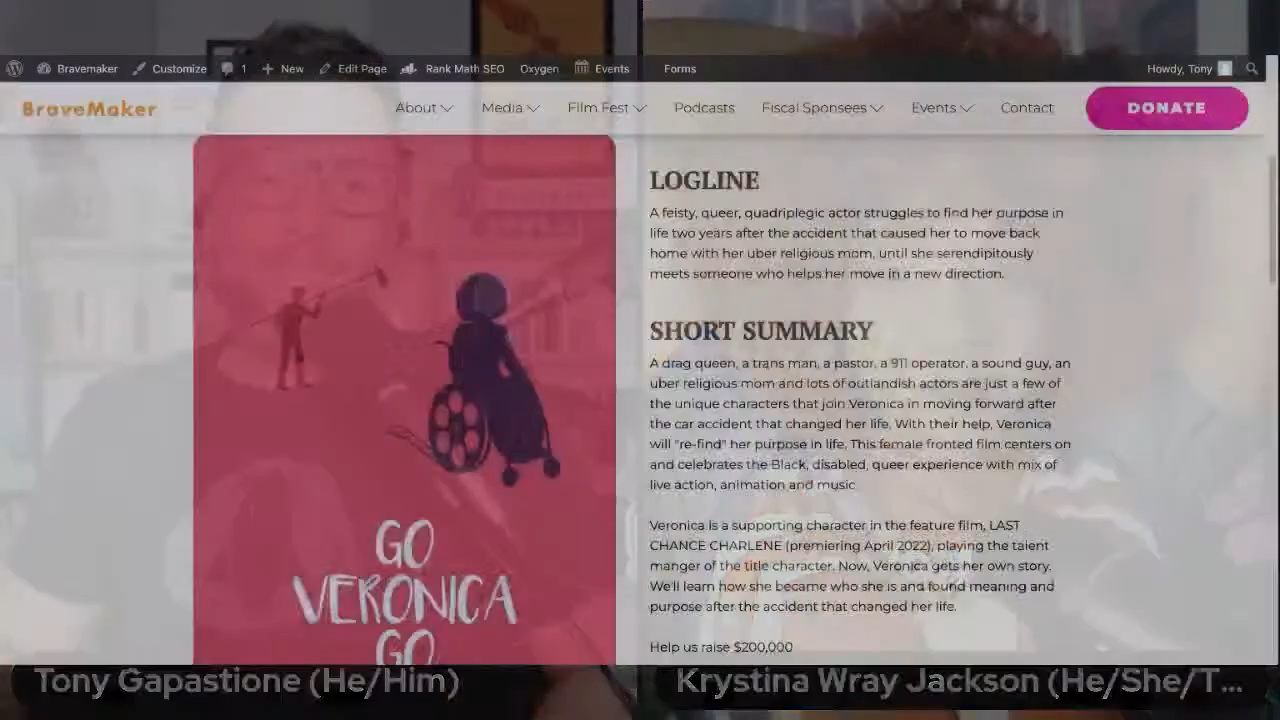 Bravemaker Customize 1 New Edit Page Rank Math SEO Oxygen Events Forms Howdy, Tony
BraveMaker About Media Film Fest Podcasts Fiscal Sponsees Events Contact DONATE
LOGLINE
A feisty, queer, quadriplegic actor struggles to find her purpose in
life two years after the accident that caused her to move back
home with her uber religious mom, until she serendipitously
meets someone who helps her move in a new direction.
SHORT SUMMARY
A drag queen, a trans man, a pastor, a 911 operator, a sound guy, an
uber religious mom and lots of outlandish actors are just a few of
the unique characters that join Veronica in moving forward after
the car accident that changed her life. With their help, Veronica
will "re-find" her purpose in life. This female fronted film centers on
and celebrates the Black, disabled, queer experience with mix of
live action, animation and music.
Veronica is a supporting character in the feature film, LAST
CHANCE CHARLENE (premiering April 2022), playing the talent
manger of the title character. Now, Veronica gets her own story.
We'll learn how she became who she is and found meaning and
purpose after the accident that changed her life.
Help us raise $200,000
GO
VERONICA
GO
Tony Gapastione (He/Him)
Krystina Wray Jackson (He/She/T...